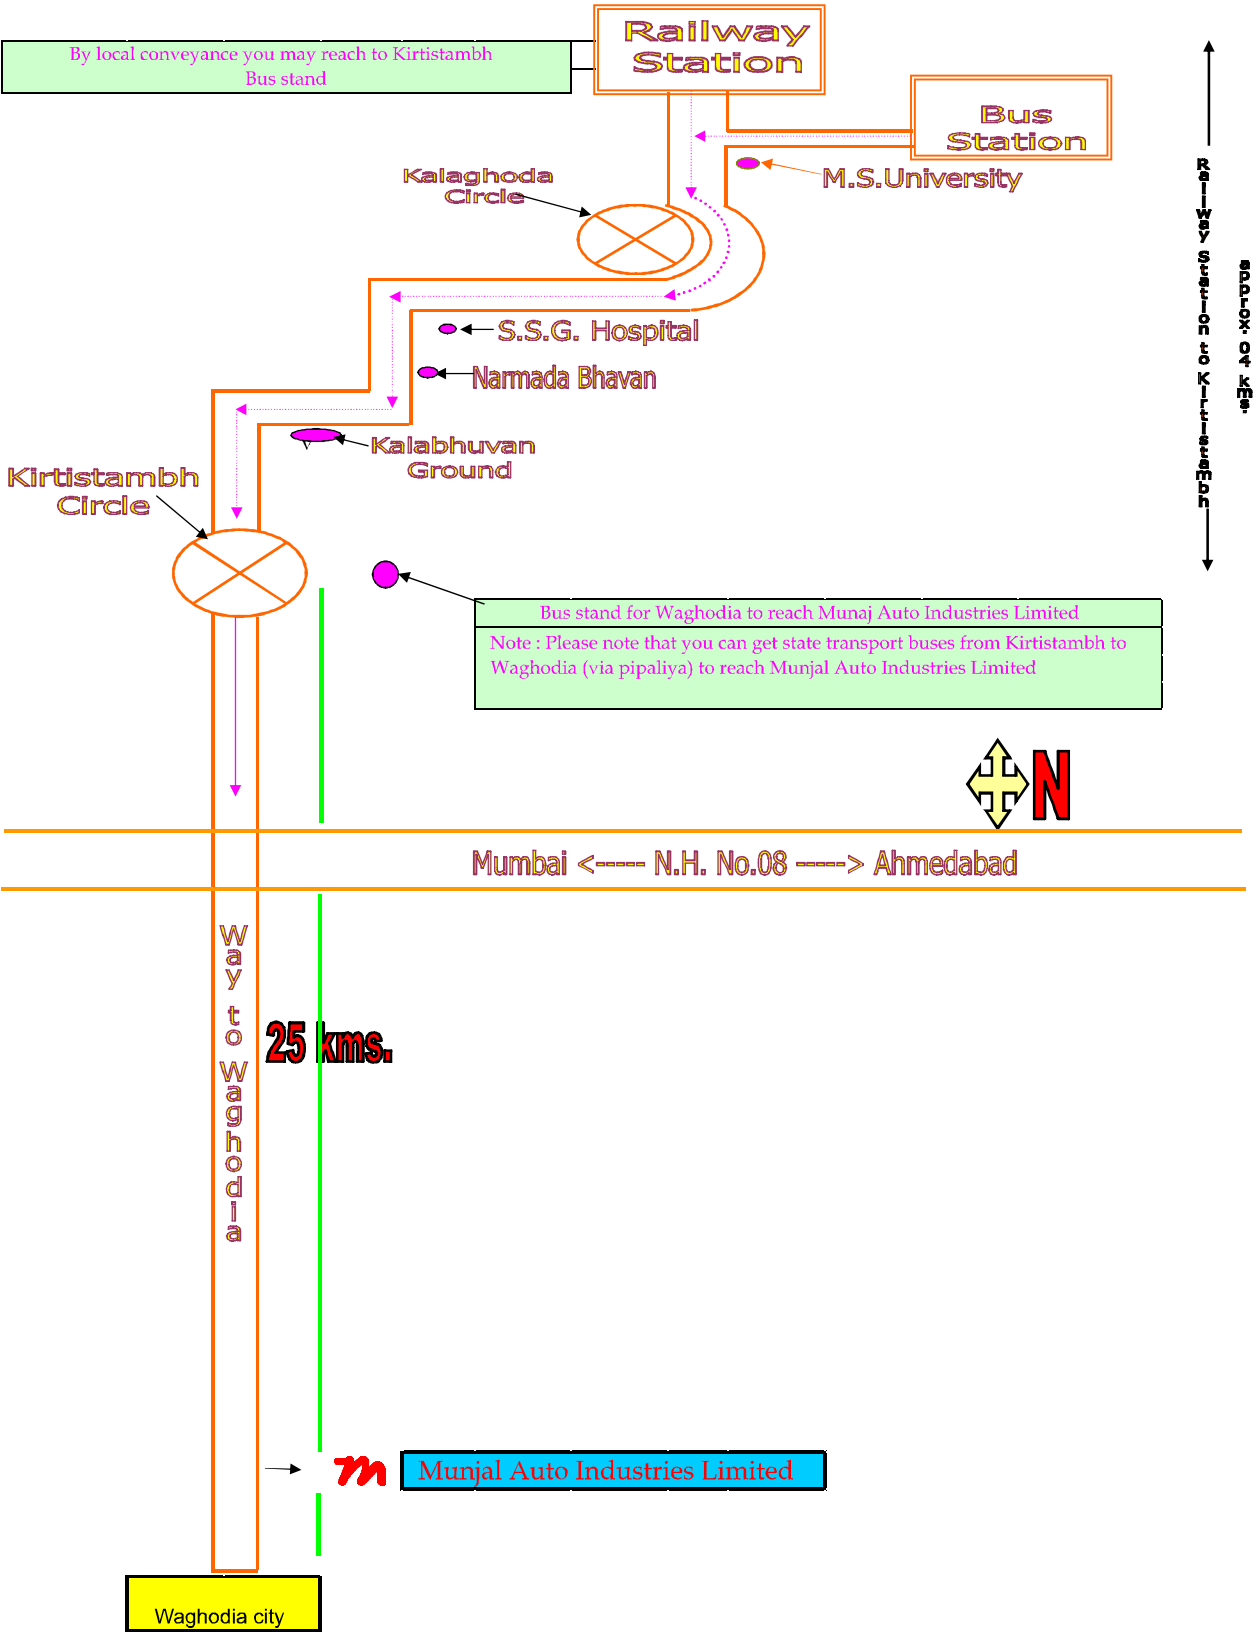 Railway
Station
By local conveyance you may reach to Kirtistambh
Bus stand
Bus
Station
M.S.University
Kalaghoda
Circle
Railway Station to Kirtistambh
approx. 04 kms.
S.S.G. Hospital
Narmada Bhavan
Kalabhuvan
Ground
V
Kirtistambh
Circle
Bus stand for Waghodia to reach Munaj Auto Industries Limited
Note : Please note that you can get state transport buses from Kirtistambh to
Waghodia (via pipaliya) to reach Munjal Auto Industries Limited
N
Mumbai <----- N.H. No.08 -----> Ahmedabad
Way to Waghodia
25 kms.
m
Munjal Auto Industries Limited
Waghodia city